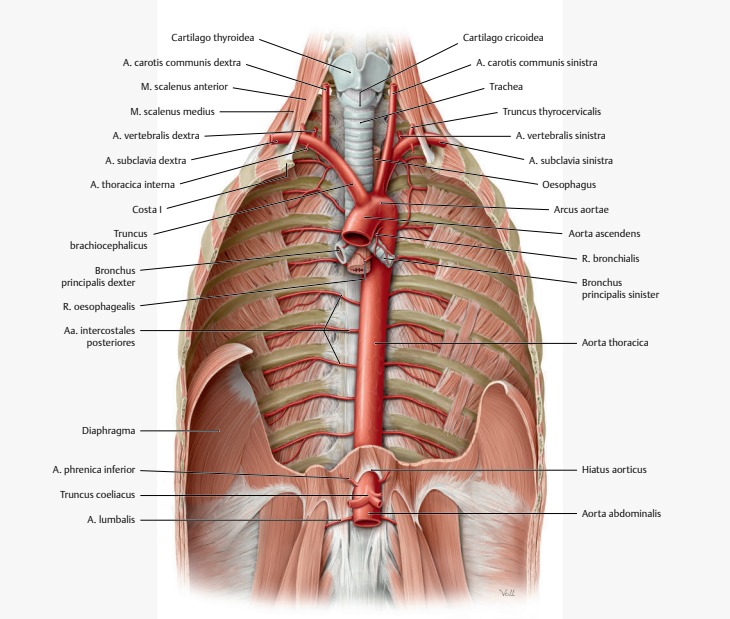 Cartilago thyroidea
A. carotis communis dextra
M. scalenus anterior
M. scalenus medius
A. vertebralis dextra
A. subclavia dextra
A. thoracica interna
Costa I
Truncus
brachiocephalicus
Bronchus
principalis dexter
R. oesophagealis
Aa. intercostales
posteriores
Diaphragma
A. phrenica inferior
Truncus coeliacus
A. lumbalis
Cartilago cricoidea
A. carotis communis sinistra
Trachea
Truncus thyrocervicalis
A. vertebralis sinistra
A. subclavia sinistra
Oesophagus
Arcus aortae
Aorta ascendens
R. bronchialis
Bronchus
principalis sinister
Aorta thoracica
Hiatus aorticus
Aorta abdominalis
Voll